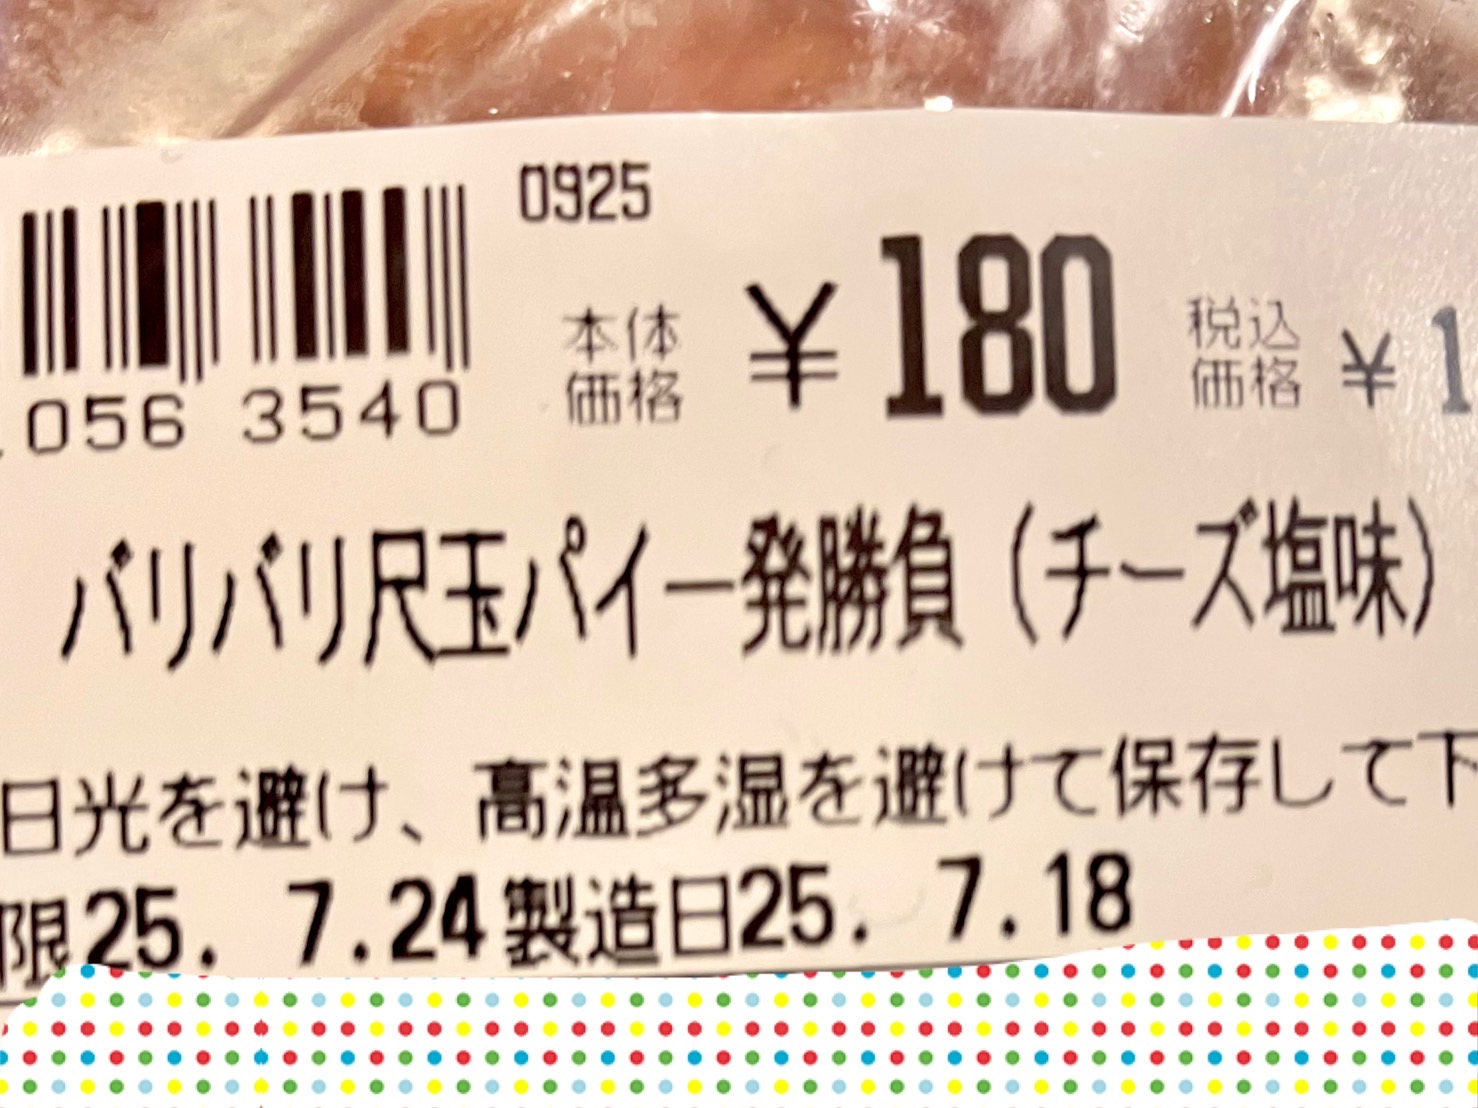 0925
本体価格 ¥180 税込価格 ¥1
056 3540
バリバリ尺玉パイ一発勝負(チーズ塩味)
日光を避け、高温多湿を避けて保存して下
限25. 7.24製造日25. 7.18